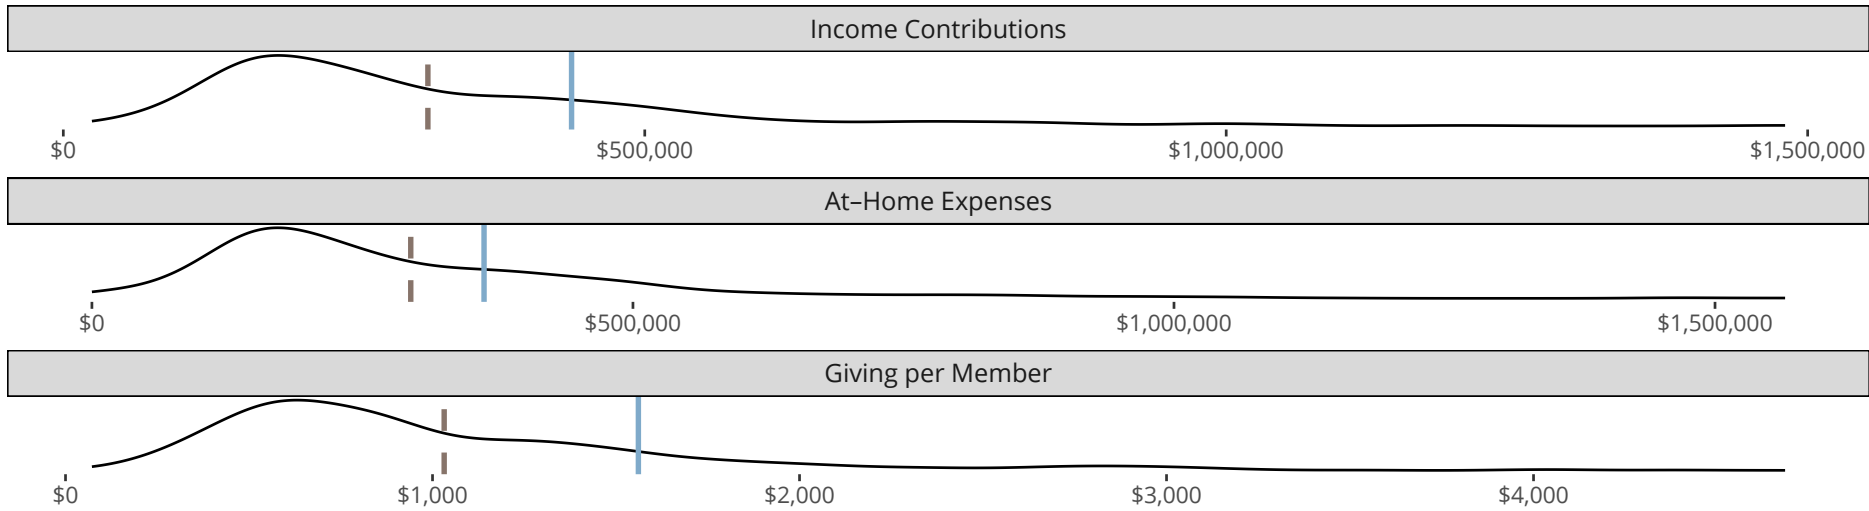 Income Contributions
$0 $500,000 $1,000,000 $1,500,000
At–Home Expenses
$0 $500,000 $1,000,000 $1,500,000
Giving per Member
$0 $1,000 $2,000 $3,000 $4,000